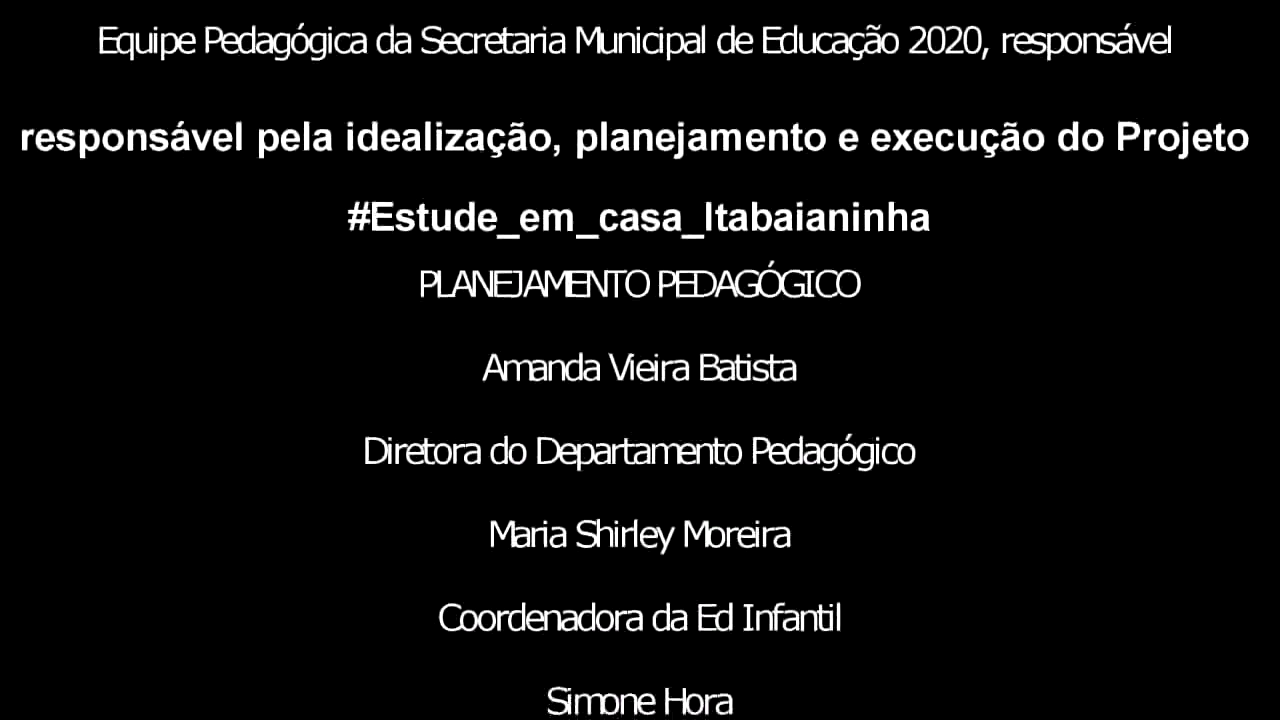 Equipe Pedagógica da Secretaria Municipal de Educação 2020, responsável
responsável pela idealização, planejamento e execução do Projeto
#Estude_em_casa_Itabaianinha
PLANEJAMENTO PEDAGÓGICO
Amanda Vieira Batista
Diretora do Departamento Pedagógico
Maria Shirley Moreira
Coordenadora da Ed Infantil
Simone Hora